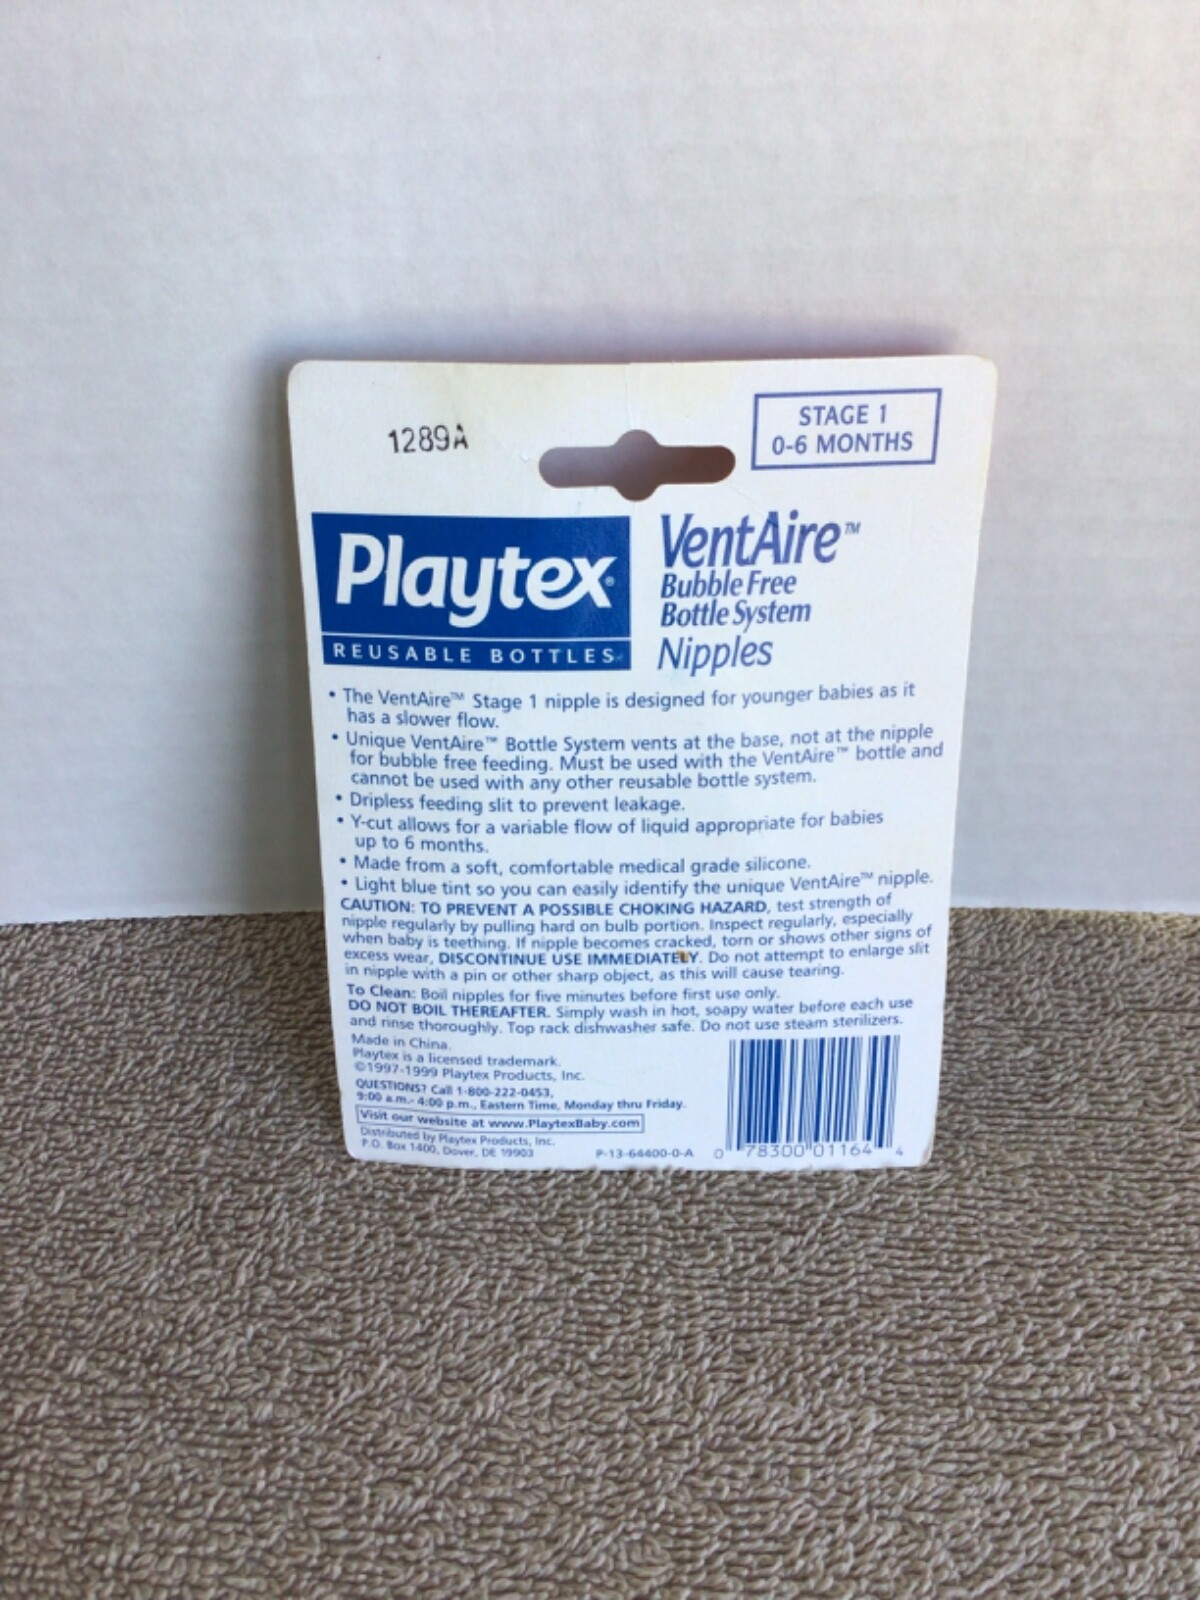 1289A
STAGE 1
0-6 MONTHS
Playtex®
REUSABLE BOTTLES
VentAire™
Bubble Free
Bottle System
Nipples
• The VentAire™ Stage 1 nipple is designed for younger babies as it
has a slower flow.
• Unique VentAire™ Bottle System vents at the base, not at the nipple
for bubble free feeding. Must be used with the VentAire™ bottle and
cannot be used with any other reusable bottle system.
• Dripless feeding slit to prevent leakage.
• Y-cut allows for a variable flow of liquid appropriate for babies
up to 6 months.
• Made from a soft, comfortable medical grade silicone.
• Light blue tint so you can easily identify the unique VentAire™ nipple.
CAUTION: TO PREVENT A POSSIBLE CHOKING HAZARD, test strength of
nipple regularly by pulling hard on bulb portion. Inspect regularly, especially
when baby is teething. If nipple becomes cracked, torn or shows other signs of
excess wear, DISCONTINUE USE IMMEDIATELY. Do not attempt to enlarge slit
in nipple with a pin or other sharp object, as this will cause tearing.
To Clean: Boil nipples for five minutes before first use only.
DO NOT BOIL THEREAFTER. Simply wash in hot, soapy water before each use
and rinse thoroughly. Top rack dishwasher safe. Do not use steam sterilizers.
Made in China.
Playtex is a licensed trademark.
©1997-1999 Playtex Products, Inc.
QUESTIONS? Call 1-800-222-0453,
9:00 a.m.- 4:00 p.m., Eastern Time, Monday thru Friday.
Visit our website at www.PlaytexBaby.com
Distributed by Playtex Products, Inc.
P.O. Box 1400, Dover, DE 19903
P-13-64400-0-A
0 78300 01164 4